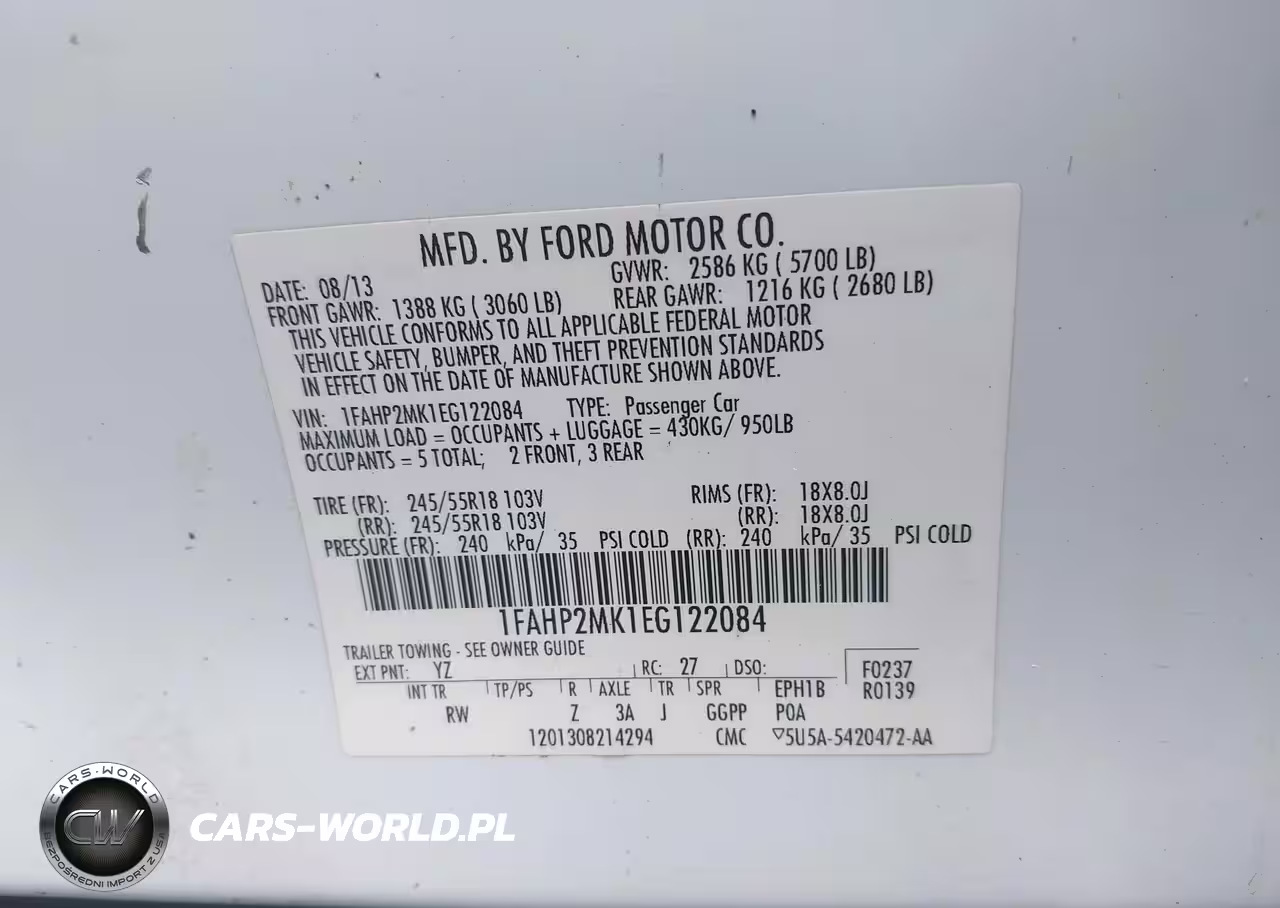 MFD. BY FORD MOTOR CO.
DATE: 08/13 GVWR: 2586 KG ( 5700 LB)
FRONT GAWR: 1388 KG ( 3060 LB) REAR GAWR: 1216 KG ( 2680 LB)
THIS VEHICLE CONFORMS TO ALL APPLICABLE FEDERAL MOTOR
VEHICLE SAFETY, BUMPER, AND THEFT PREVENTION STANDARDS
IN EFFECT ON THE DATE OF MANUFACTURE SHOWN ABOVE.
VIN: 1FAHP2MK1EG122084 TYPE: Passenger Car
MAXIMUM LOAD = OCCUPANTS + LUGGAGE = 430KG/ 950LB
OCCUPANTS = 5 TOTAL; 2 FRONT, 3 REAR
TIRE (FR): 245/55R18 103V RIMS (FR): 18X8.0J
(RR): 245/55R18 103V (RR): 18X8.0J
PRESSURE (FR): 240 kPa/ 35 PSI COLD (RR): 240 kPa/ 35 PSI COLD
1FAHP2MK1EG122084
TRAILER TOWING - SEE OWNER GUIDE
EXT PNT: YZ RC: 27 DSO: F0237
INT TR TP/PS R AXLE TR SPR EPH1B R0139
RW Z 3A J GGPP P0A
1201308214294 CMC ▽5U5A-5420472-AA
CARS-WORLD
CW
BEZPOŚREDNI IMPORT Z USA
CARS-WORLD.PL